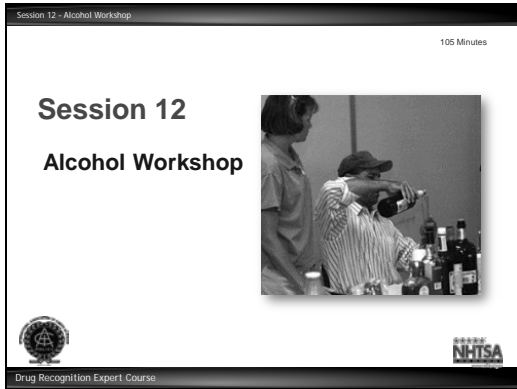 Session 12 - Alcohol Workshop
105 Minutes
Session 12
Alcohol Workshop
NHTSA
Drug Recognition Expert Course